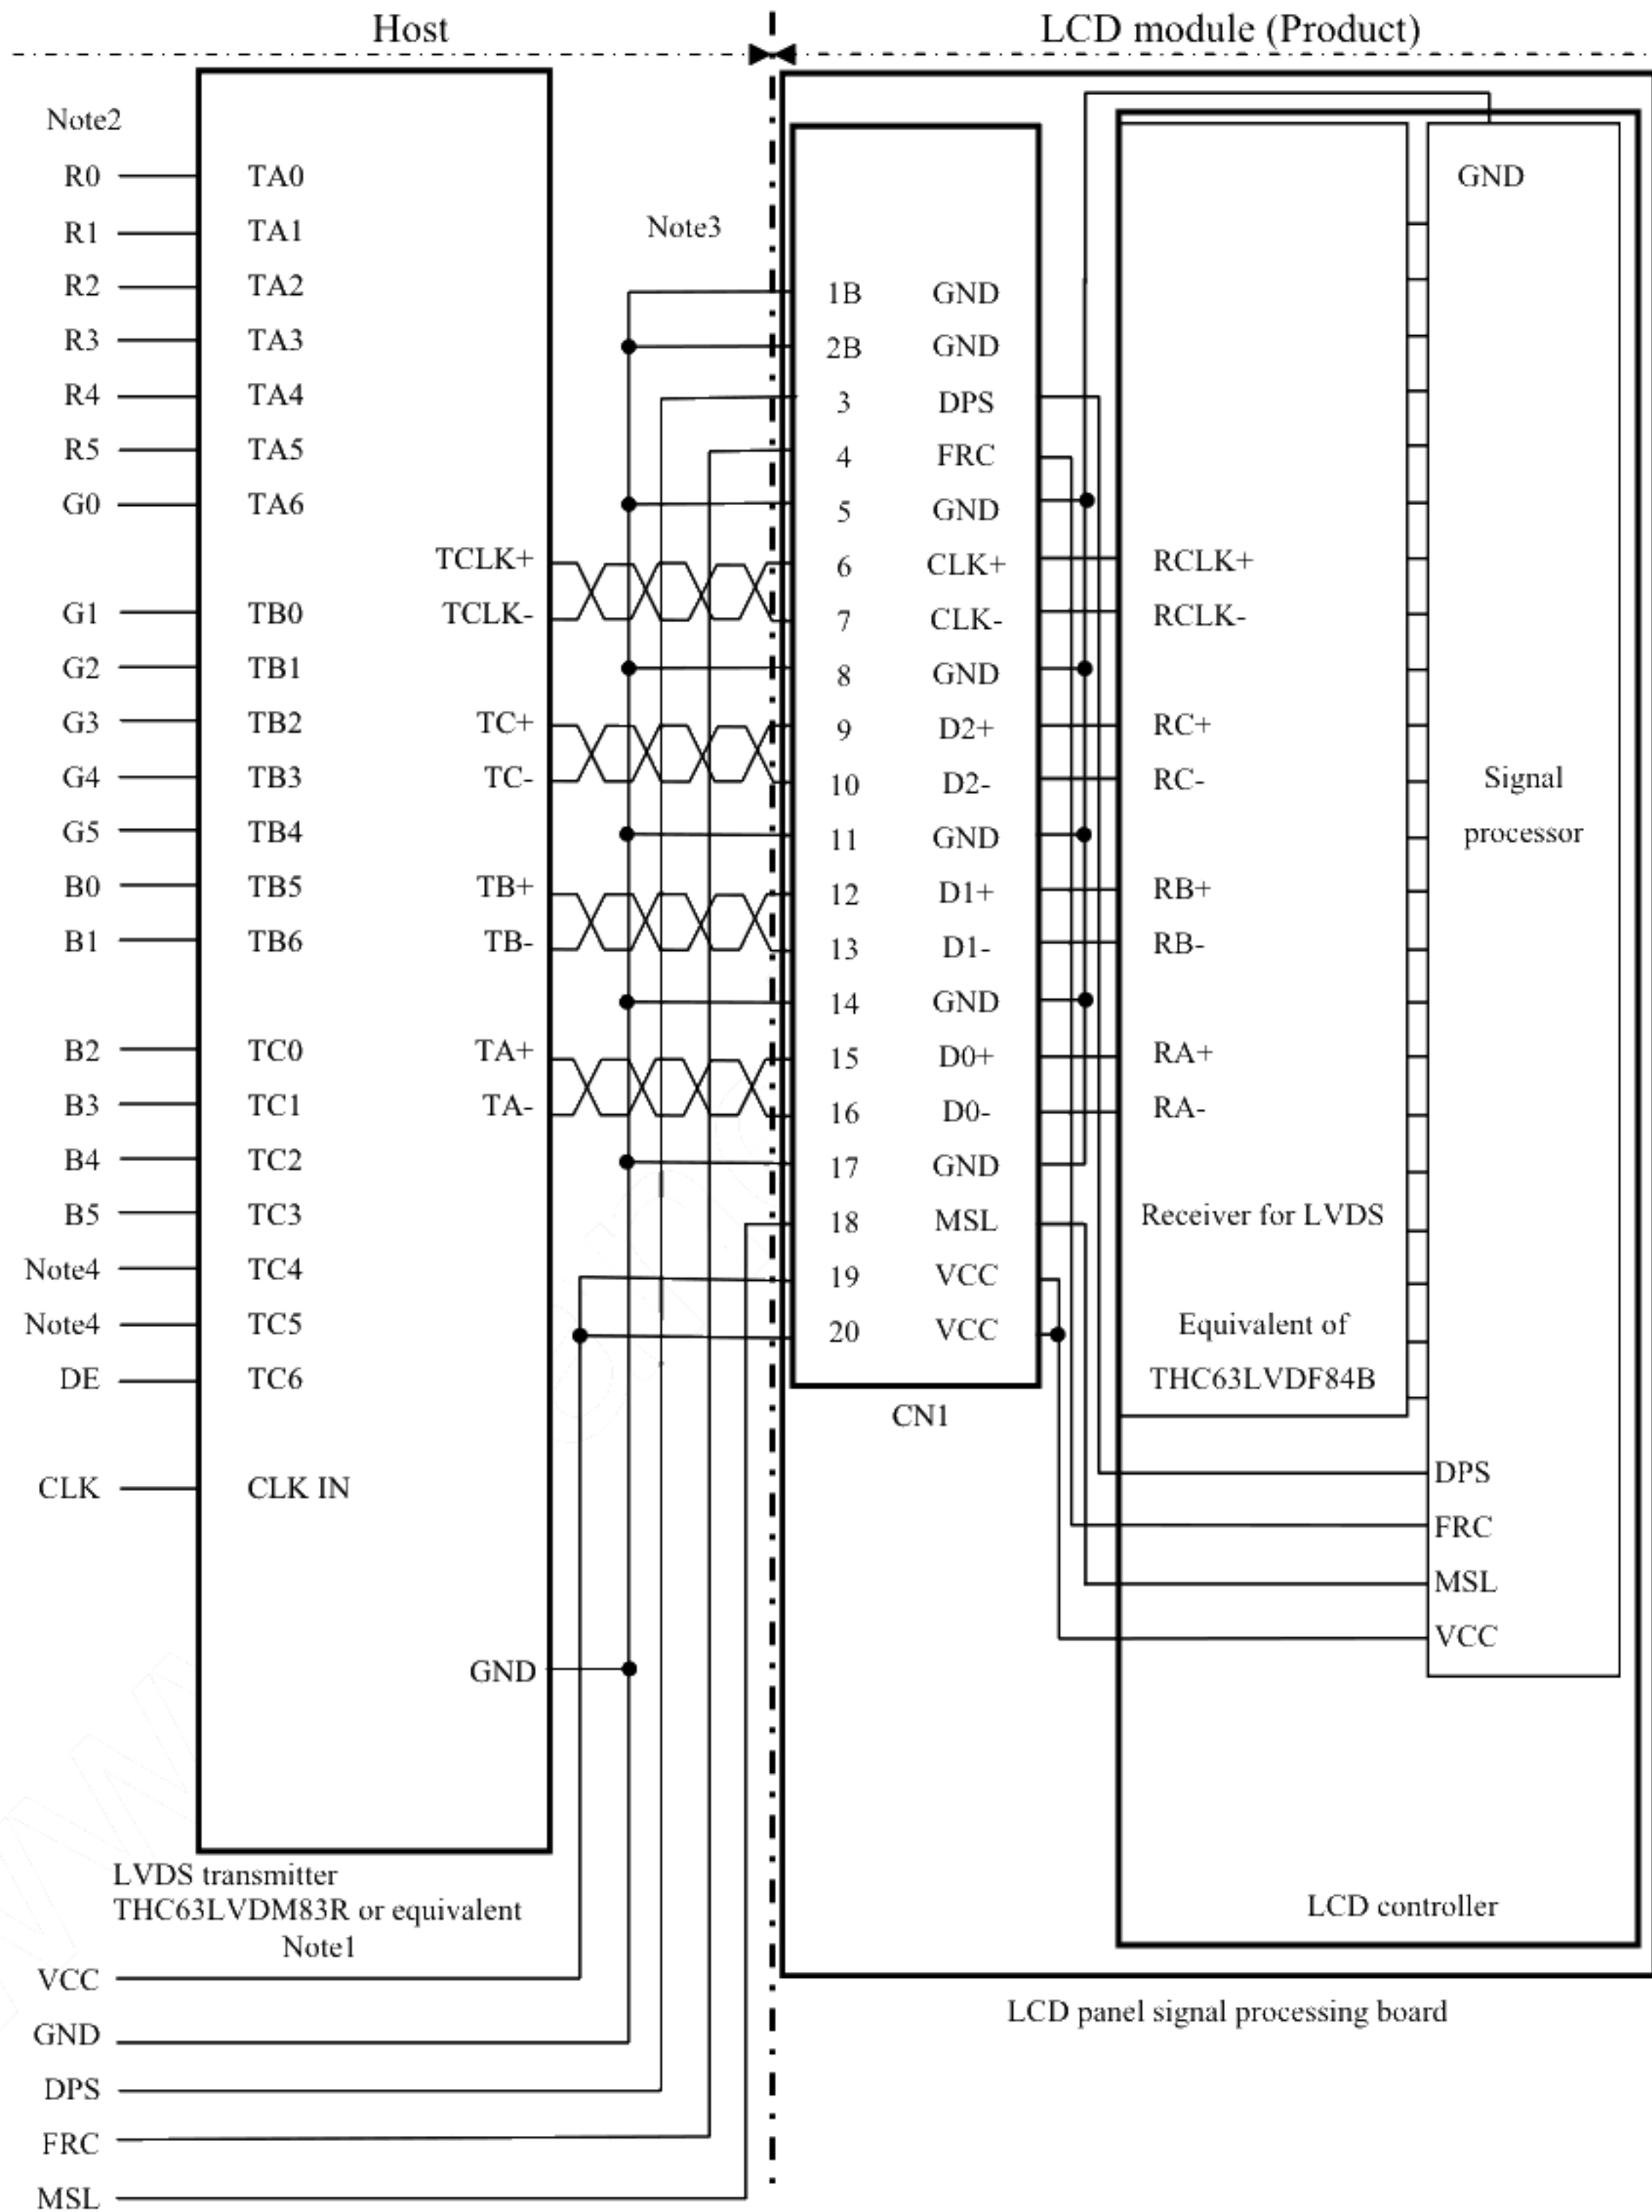 Host
LCD module (Product)
Note2
R0 TA0
R1 TA1
R2 TA2
R3 TA3
R4 TA4
R5 TA5
G0 TA6
G1 TB0
G2 TB1
G3 TB2
G4 TB3
G5 TB4
B0 TB5
B1 TB6
B2 TC0
B3 TC1
B4 TC2
B5 TC3
Note4 TC4
Note4 TC5
DE TC6
CLK CLK IN
TCLK+
TCLK-
TC+
TC-
TB+
TB-
TA+
TA-
GND
LVDS transmitter
THC63LVDM83R or equivalent
Note1
VCC
GND
DPS
FRC
MSL
Note3
1B GND
2B GND
3 DPS
4 FRC
5 GND
6 CLK+
7 CLK-
8 GND
9 D2+
10 D2-
11 GND
12 D1+
13 D1-
14 GND
15 D0+
16 D0-
17 GND
18 MSL
19 VCC
20 VCC
CN1
RCLK+
RCLK-
RC+
RC-
RB+
RB-
RA+
RA-
Receiver for LVDS
Equivalent of
THC63LVDF84B
GND
Signal
processor
DPS
FRC
MSL
VCC
LCD controller
LCD panel signal processing board